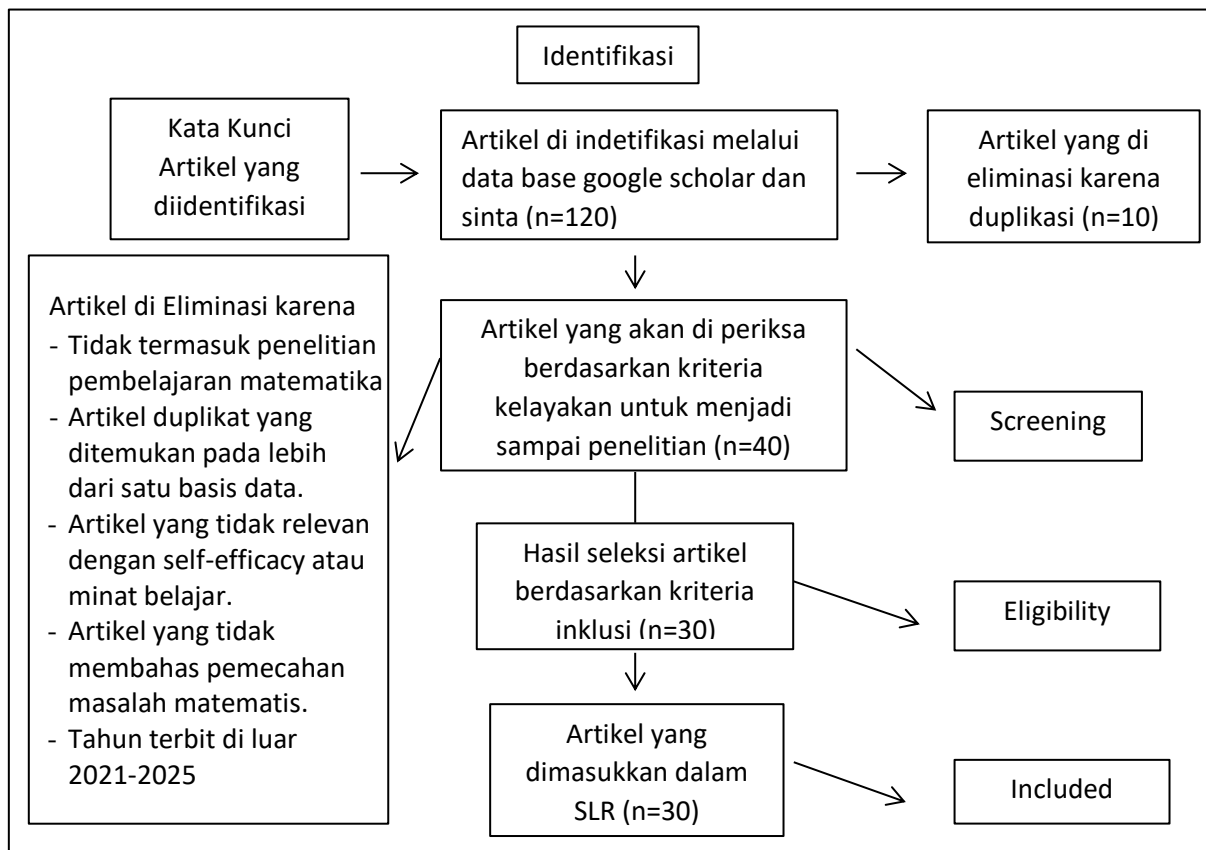 Identifikasi
Kata Kunci
Artikel yang
diidentifikasi
Artikel di indetifikasi melalui
data base google scholar dan
sinta (n=120)
Artikel yang di
eliminasi karena
duplikasi (n=10)
Artikel di Eliminasi karena
- Tidak termasuk penelitian
pembelajaran matematika
- Artikel duplikat yang
ditemukan pada lebih
dari satu basis data.
- Artikel yang tidak relevan
dengan self-efficacy atau
minat belajar.
- Artikel yang tidak
membahas pemecahan
masalah matematis.
- Tahun terbit di luar
2021-2025
Artikel yang akan di periksa
berdasarkan kriteria
kelayakan untuk menjadi
sampai penelitian (n=40)
Screening
Hasil seleksi artikel
berdasarkan kriteria
inklusi (n=30)
Eligibility
Artikel yang
dimasukkan dalam
SLR (n=30)
Included